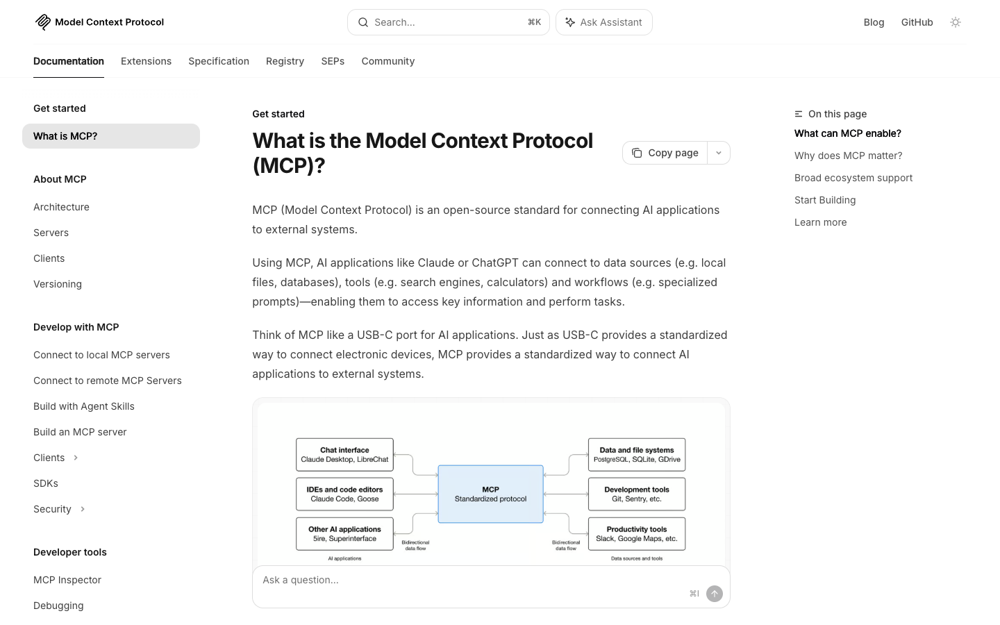 Model Context Protocol
Search...
⌘K
Ask Assistant
Blog
GitHub
Documentation
Extensions
Specification
Registry
SEPs
Community
Get started
What is MCP?
About MCP
Architecture
Servers
Clients
Versioning
Develop with MCP
Connect to local MCP servers
Connect to remote MCP Servers
Build with Agent Skills
Build an MCP server
Clients
SDKs
Security
Developer tools
MCP Inspector
Debugging
Get started
What is the Model Context Protocol
(MCP)?
Copy page
MCP (Model Context Protocol) is an open-source standard for connecting AI applications
to external systems.
Using MCP, AI applications like Claude or ChatGPT can connect to data sources (e.g. local
files, databases), tools (e.g. search engines, calculators) and workflows (e.g. specialized
prompts)—enabling them to access key information and perform tasks.
Think of MCP like a USB-C port for AI applications. Just as USB-C provides a standardized
way to connect electronic devices, MCP provides a standardized way to connect AI
applications to external systems.
Chat interface
Claude Desktop, LibreChat
IDEs and code editors
Claude Code, Goose
Other AI applications
5ire, Superinterface
AI applications
Bidirectional
data flow
MCP
Standardized protocol
Bidirectional
data flow
Data and file systems
PostgreSQL, SQLite, GDrive
Development tools
Git, Sentry, etc.
Productivity tools
Slack, Google Maps, etc.
Data sources and tools
Ask a question...
⌘I
On this page
What can MCP enable?
Why does MCP matter?
Broad ecosystem support
Start Building
Learn more